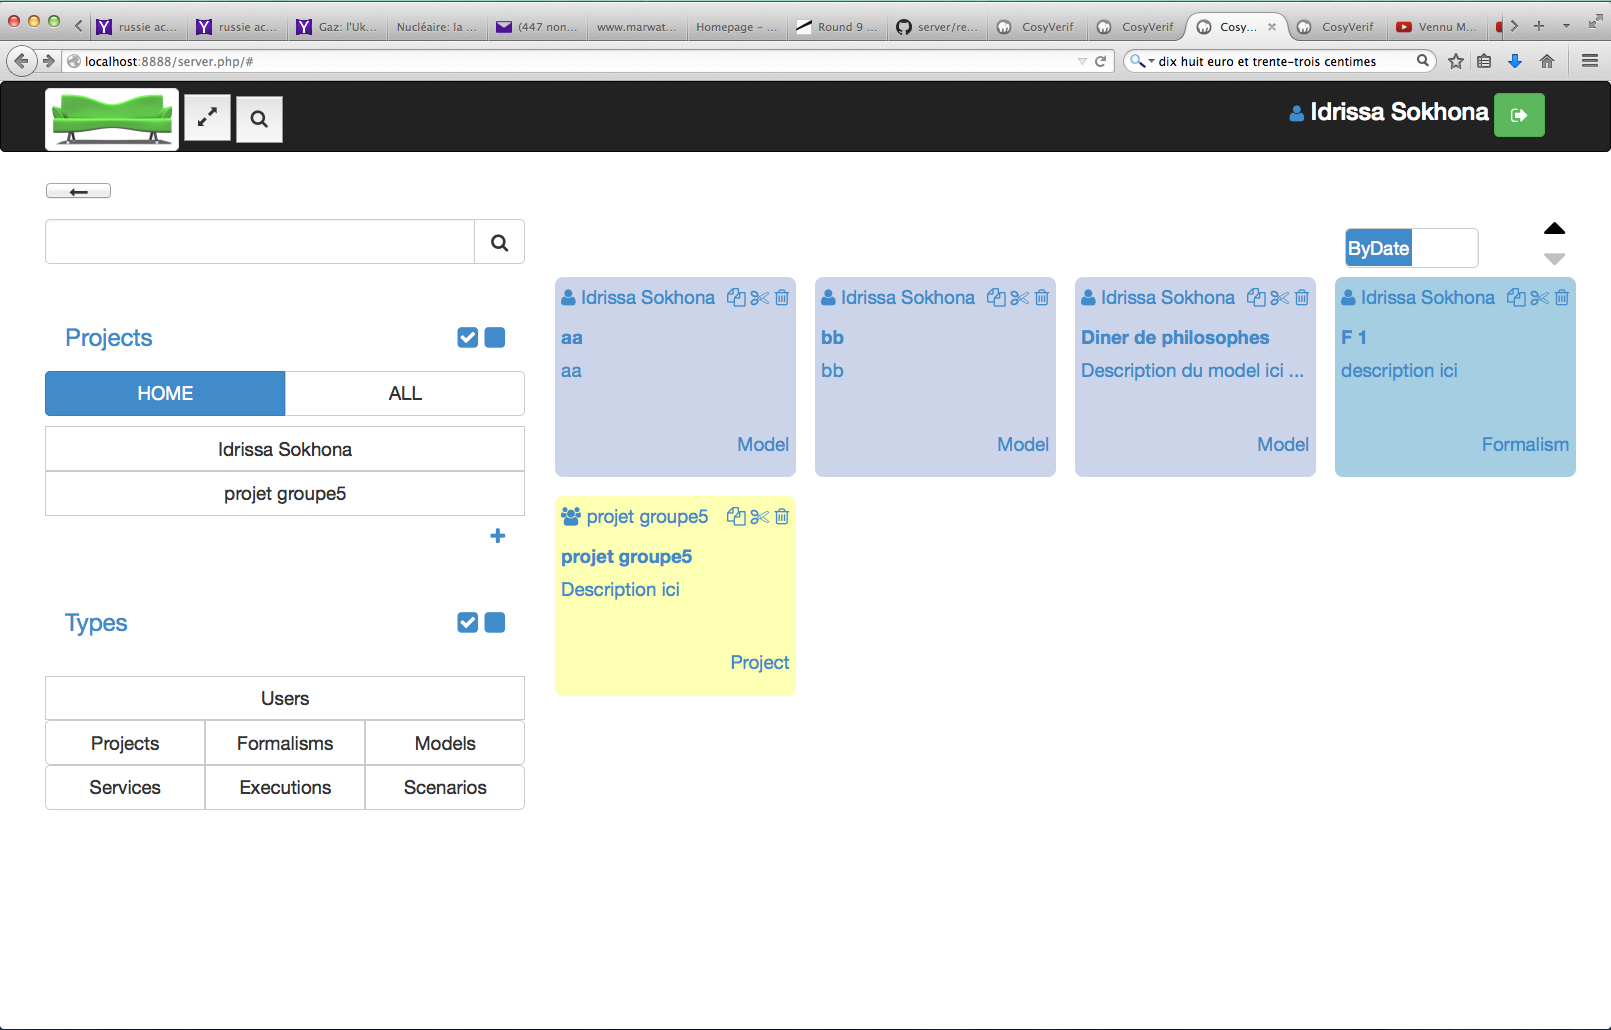 russie ac...
russie ac...
Gaz: l'Uk...
Nucléaire: la ...
(447 non...
www.marwat...
Homepage – ...
Round 9 ...
server/re...
CosyVerif
CosyVerif
Cosy...
CosyVerif
Vennu M...
localhost:8888/server.php/#
dix huit euro et trente-trois centimes
Idrissa Sokhona
ByDate
Projects
HOME
ALL
Idrissa Sokhona
projet groupe5
Types
Users
Projects
Formalisms
Models
Services
Executions
Scenarios
Idrissa Sokhona
aa
aa
Model
Idrissa Sokhona
bb
bb
Model
Idrissa Sokhona
Diner de philosophes
Description du model ici ...
Model
Idrissa Sokhona
F 1
description ici
Formalism
projet groupe5
projet groupe5
Description ici
Project